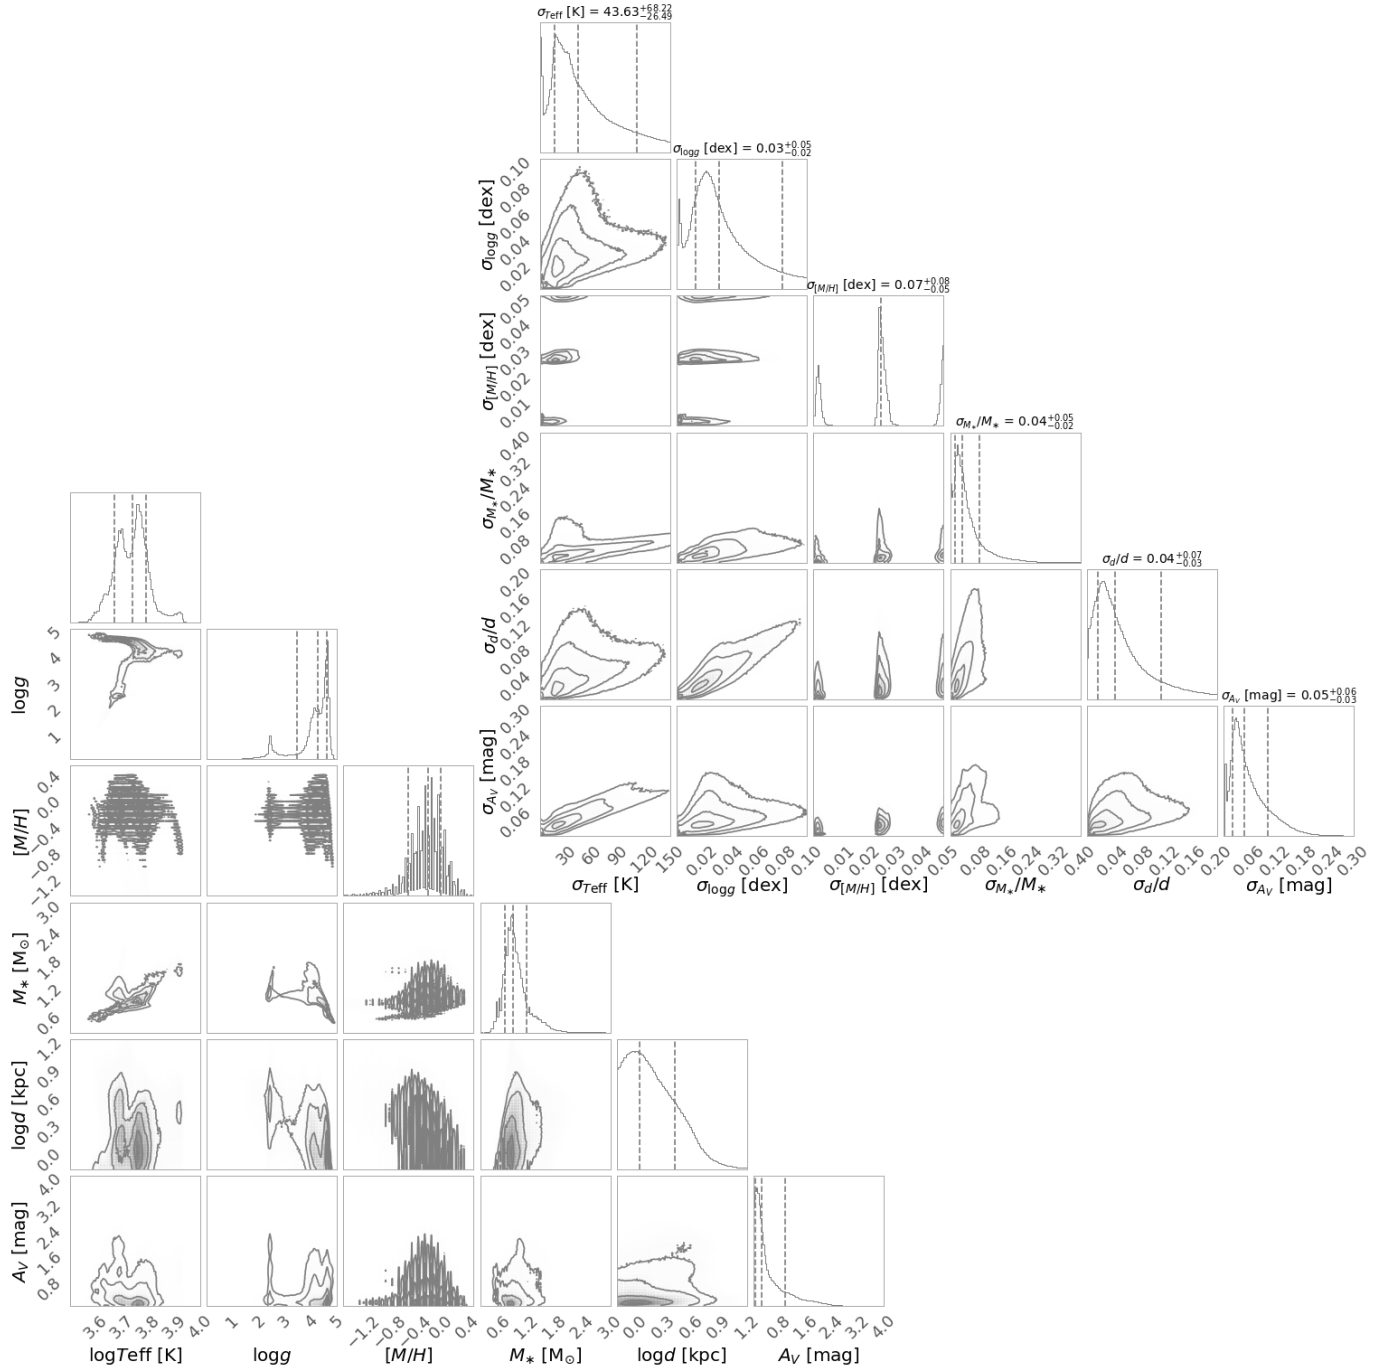 σTeff [K] = 43.63+68.22−26.49
σlogg [dex] = 0.03+0.05−0.02
0.10
0.08
0.06
0.04
0.02
σlogg [dex]
σ[M/H] [dex] = 0.07+0.08−0.05
0.05
0.04
0.03
0.02
0.01
σ[M/H] [dex]
σM∗/M∗ = 0.04+0.05−0.02
0.40
0.32
0.24
0.16
0.08
σM∗/M∗
σd/d = 0.04+0.07−0.03
0.20
0.16
0.12
0.08
0.04
σd/d
σAV [mag] = 0.05+0.06−0.03
0.30
0.24
0.18
0.12
0.06
σAV [mag]
30 60 90 120 150
σTeff [K]
0.02 0.04 0.06 0.08 0.10
σlogg [dex]
0.01 0.02 0.03 0.04 0.05
σ[M/H] [dex]
0.08 0.16 0.24 0.32 0.40
σM∗/M∗
0.04 0.08 0.12 0.16 0.20
σd/d
0.06 0.12 0.18 0.24 0.30
σAV [mag]
5
4
3
2
1
logg
0.4
0.0
−0.4
−0.8
−1.2
[M/H]
3.0
2.4
1.8
1.2
0.6
M∗ [M⊙]
1.2
0.9
0.6
0.3
0.0
logd [kpc]
4.0
3.2
2.4
1.6
0.8
AV [mag]
3.6 3.7 3.8 3.9 4.0
logTeff [K]
1 2 3 4 5
logg
−1.2 −0.8 −0.4 0.0 0.4
[M/H]
0.6 1.2 1.8 2.4 3.0
M∗ [M⊙]
0.0 0.3 0.6 0.9 1.2
logd [kpc]
0.8 1.6 2.4 3.2 4.0
AV [mag]